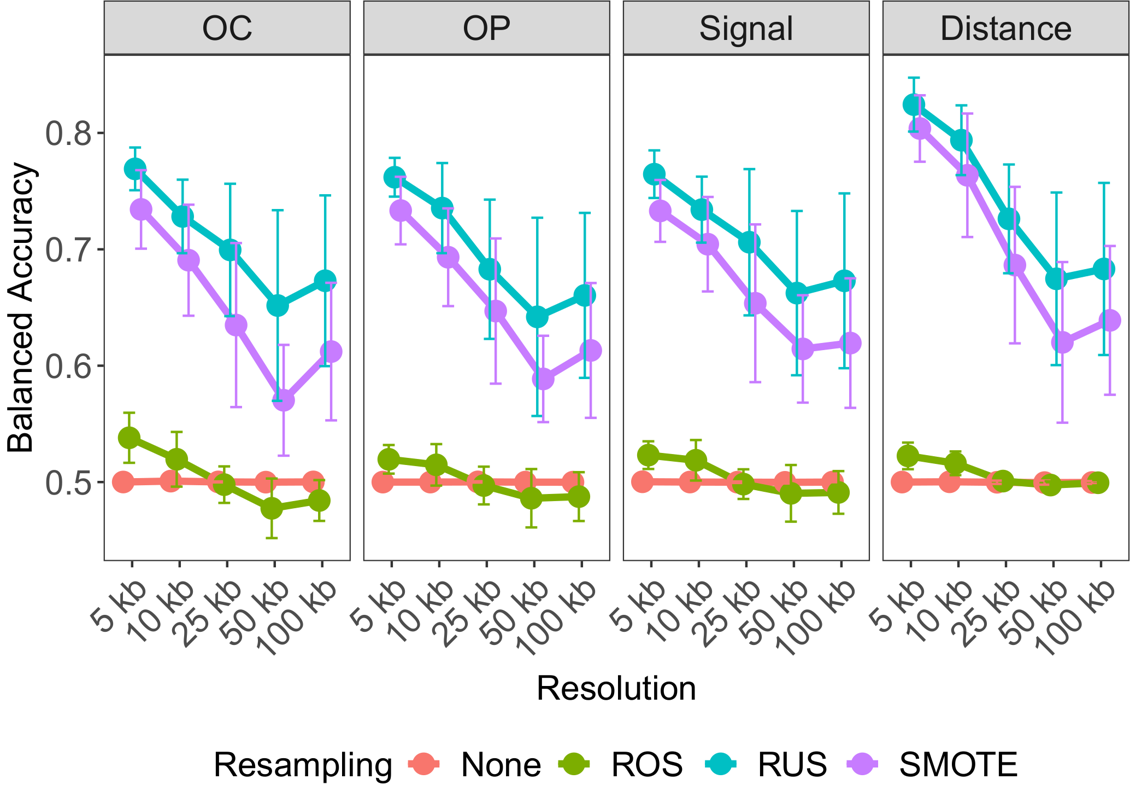 OC OP Signal Distance
Balanced Accuracy
0.8
0.7
0.6
0.5
5 kb 10 kb 25 kb 50 kb 100 kb 5 kb 10 kb 25 kb 50 kb 100 kb 5 kb 10 kb 25 kb 50 kb 100 kb 5 kb 10 kb 25 kb 50 kb 100 kb
Resolution
Resampling None ROS RUS SMOTE